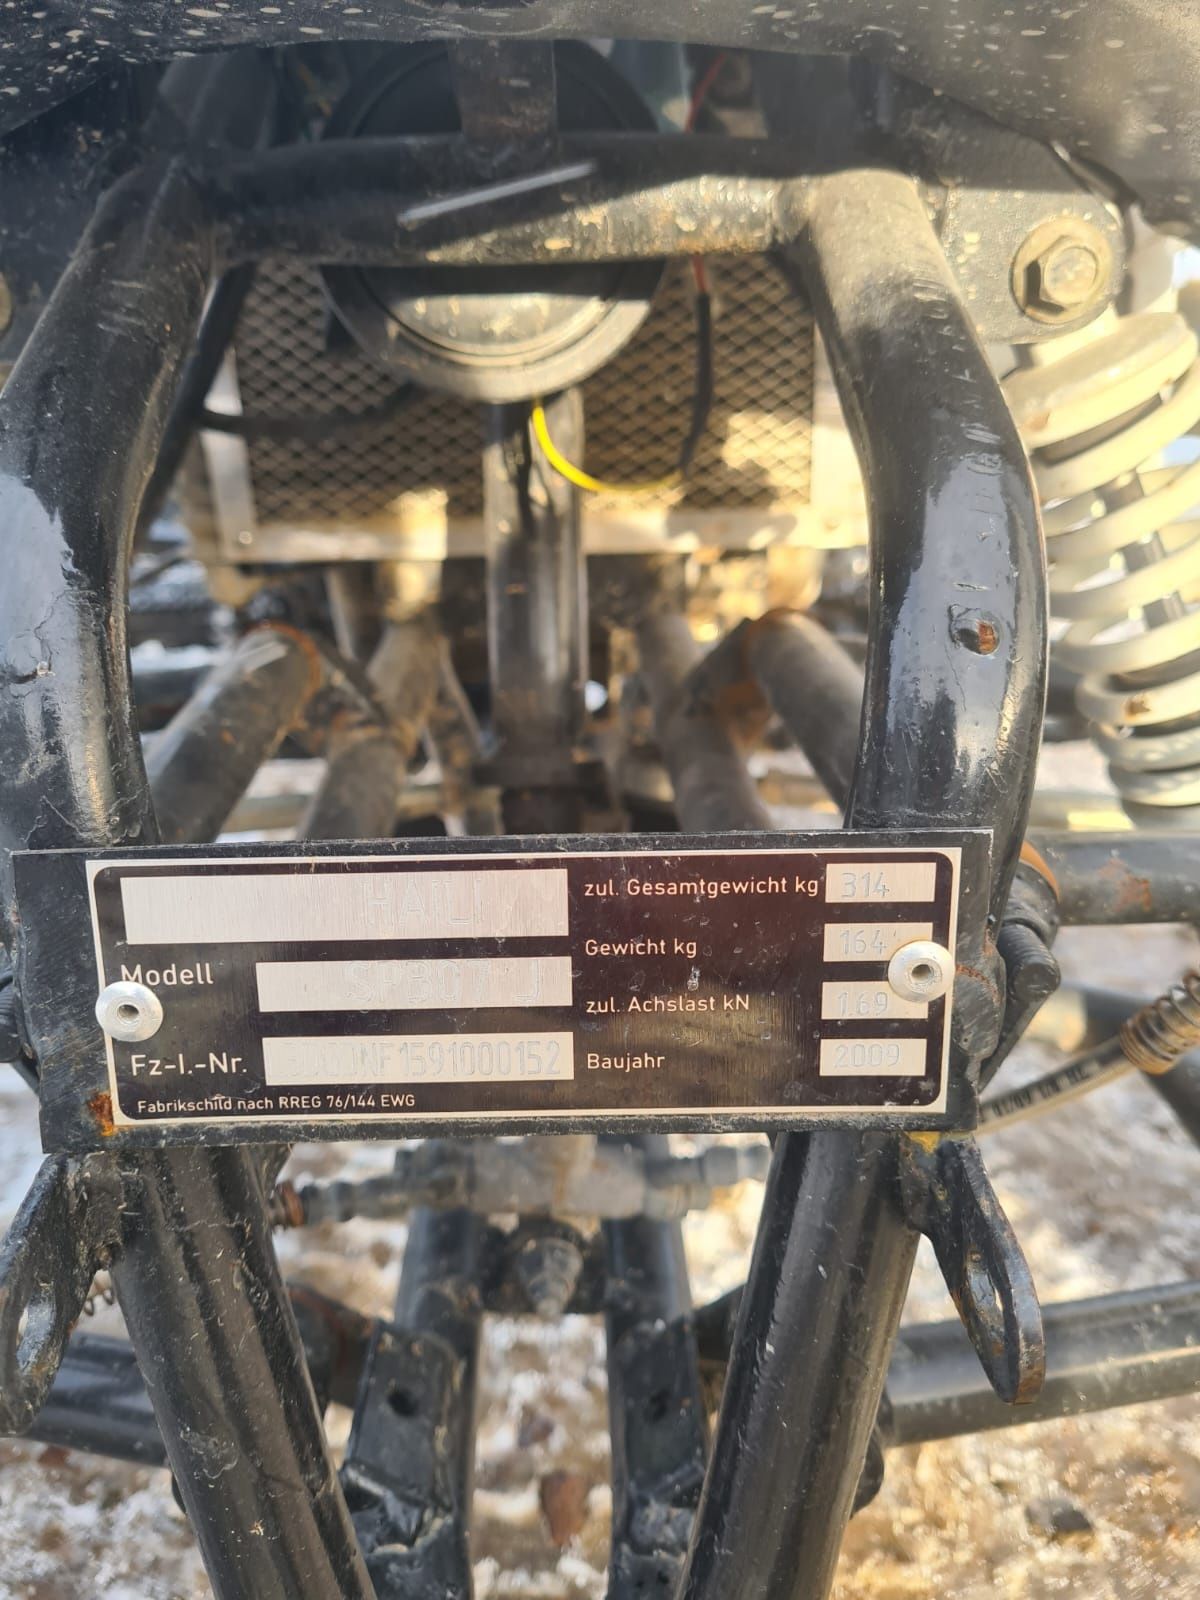 HAILI
Modell SPB07 J
Fz-I.-Nr.
Fabrikschild nach RREG 76/144 EWG
zul. Gesamtgewicht kg 314
Gewicht kg 164
zul. Achslast kN 1.69
Baujahr 2009